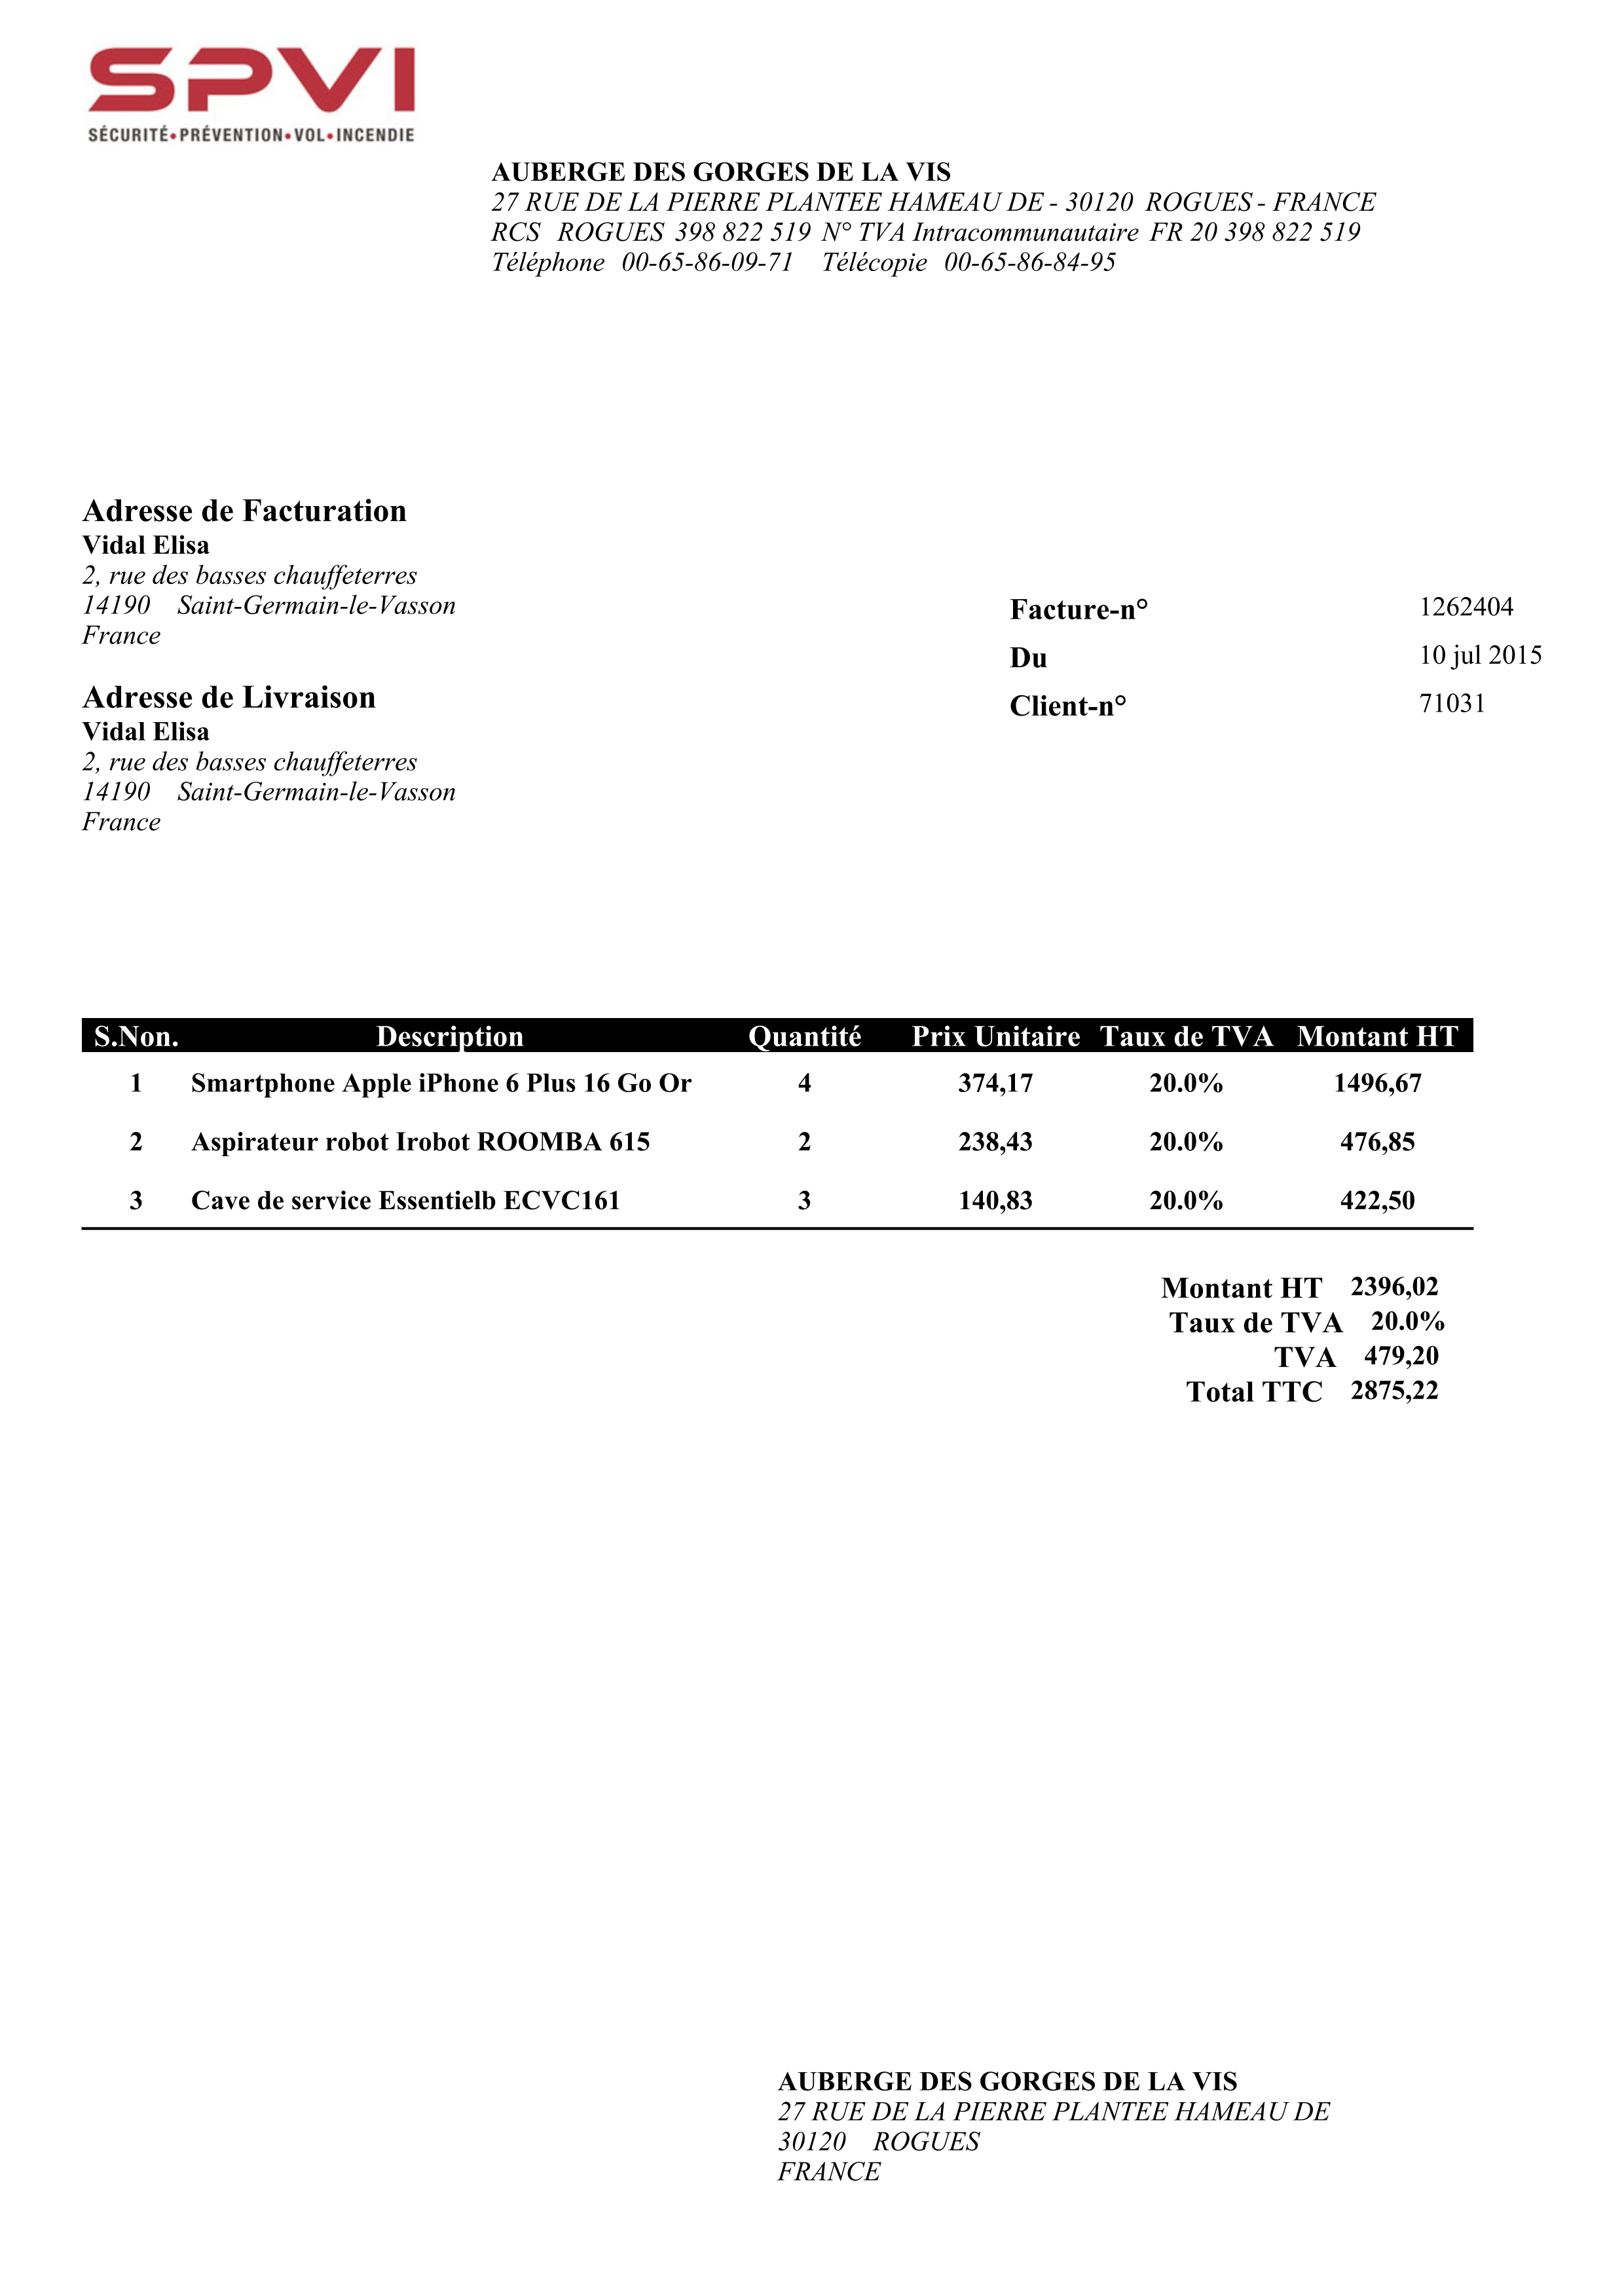 SPVI
SÉCURITÉ•PRÉVENTION•VOL•INCENDIE
AUBERGE DES GORGES DE LA VIS
27 RUE DE LA PIERRE PLANTEE HAMEAU DE - 30120 ROGUES - FRANCE
RCS ROGUES 398 822 519 N° TVA Intracommunautaire FR 20 398 822 519
Téléphone 00-65-86-09-71 Télécopie 00-65-86-84-95
Adresse de Facturation
Vidal Elisa
2, rue des basses chauffeterres
14190 Saint-Germain-le-Vasson
France
Facture-n° 1262404
Du 10 jul 2015
Client-n° 71031
Adresse de Livraison
Vidal Elisa
2, rue des basses chauffeterres
14190 Saint-Germain-le-Vasson
France
S.Non. Description Quantité Prix Unitaire Taux de TVA Montant HT
1 Smartphone Apple iPhone 6 Plus 16 Go Or 4 374,17 20.0% 1496,67
2 Aspirateur robot Irobot ROOMBA 615 2 238,43 20.0% 476,85
3 Cave de service Essentielb ECVC161 3 140,83 20.0% 422,50
Montant HT 2396,02
Taux de TVA 20.0%
TVA 479,20
Total TTC 2875,22
AUBERGE DES GORGES DE LA VIS
27 RUE DE LA PIERRE PLANTEE HAMEAU DE
30120 ROGUES
FRANCE